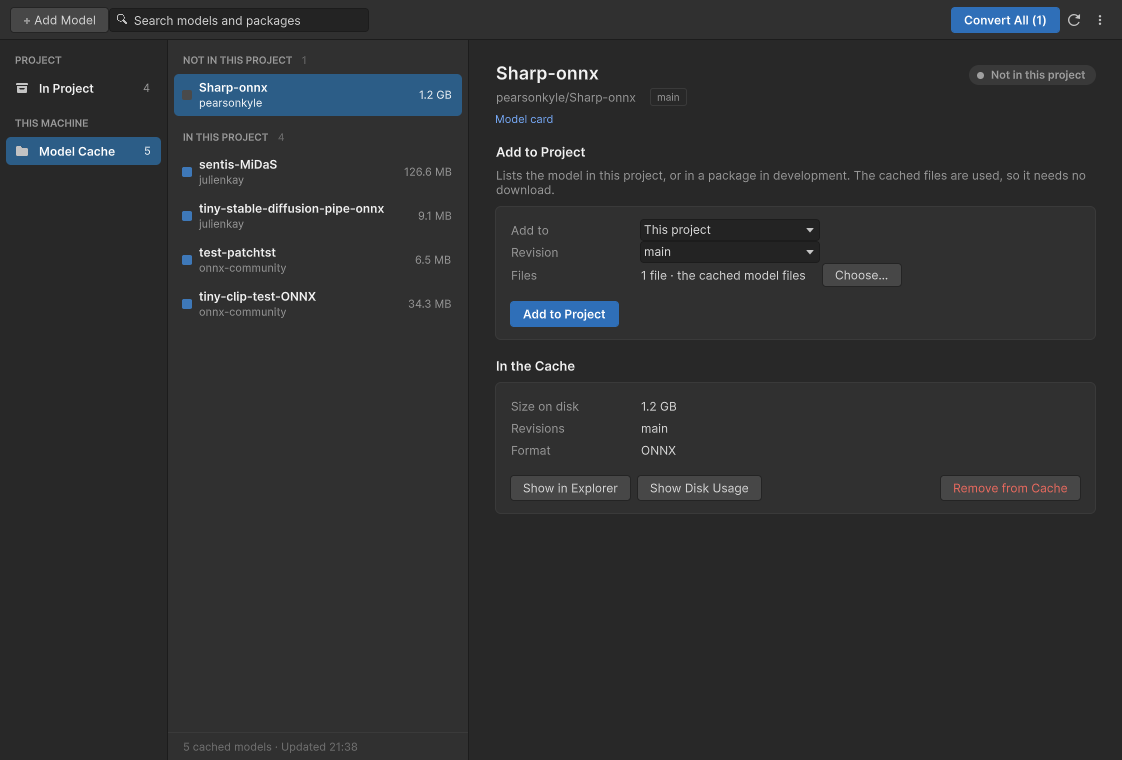 + Add Model
Search models and packages
Convert All (1)
PROJECT
In Project 4
THIS MACHINE
Model Cache 5
NOT IN THIS PROJECT 1
Sharp-onnx
pearsonkyle
1.2 GB
IN THIS PROJECT 4
sentis-MiDaS
julienkay
126.6 MB
tiny-stable-diffusion-pipe-onnx
julienkay
9.1 MB
test-patchtst
onnx-community
6.5 MB
tiny-clip-test-ONNX
onnx-community
34.3 MB
5 cached models · Updated 21:38
Sharp-onnx
Not in this project
pearsonkyle/Sharp-onnx main
Model card
Add to Project
Lists the model in this project, or in a package in development. The cached files are used, so it needs no
download.
Add to This project
Revision main
Files 1 file · the cached model files Choose...
Add to Project
In the Cache
Size on disk 1.2 GB
Revisions main
Format ONNX
Show in Explorer Show Disk Usage Remove from Cache